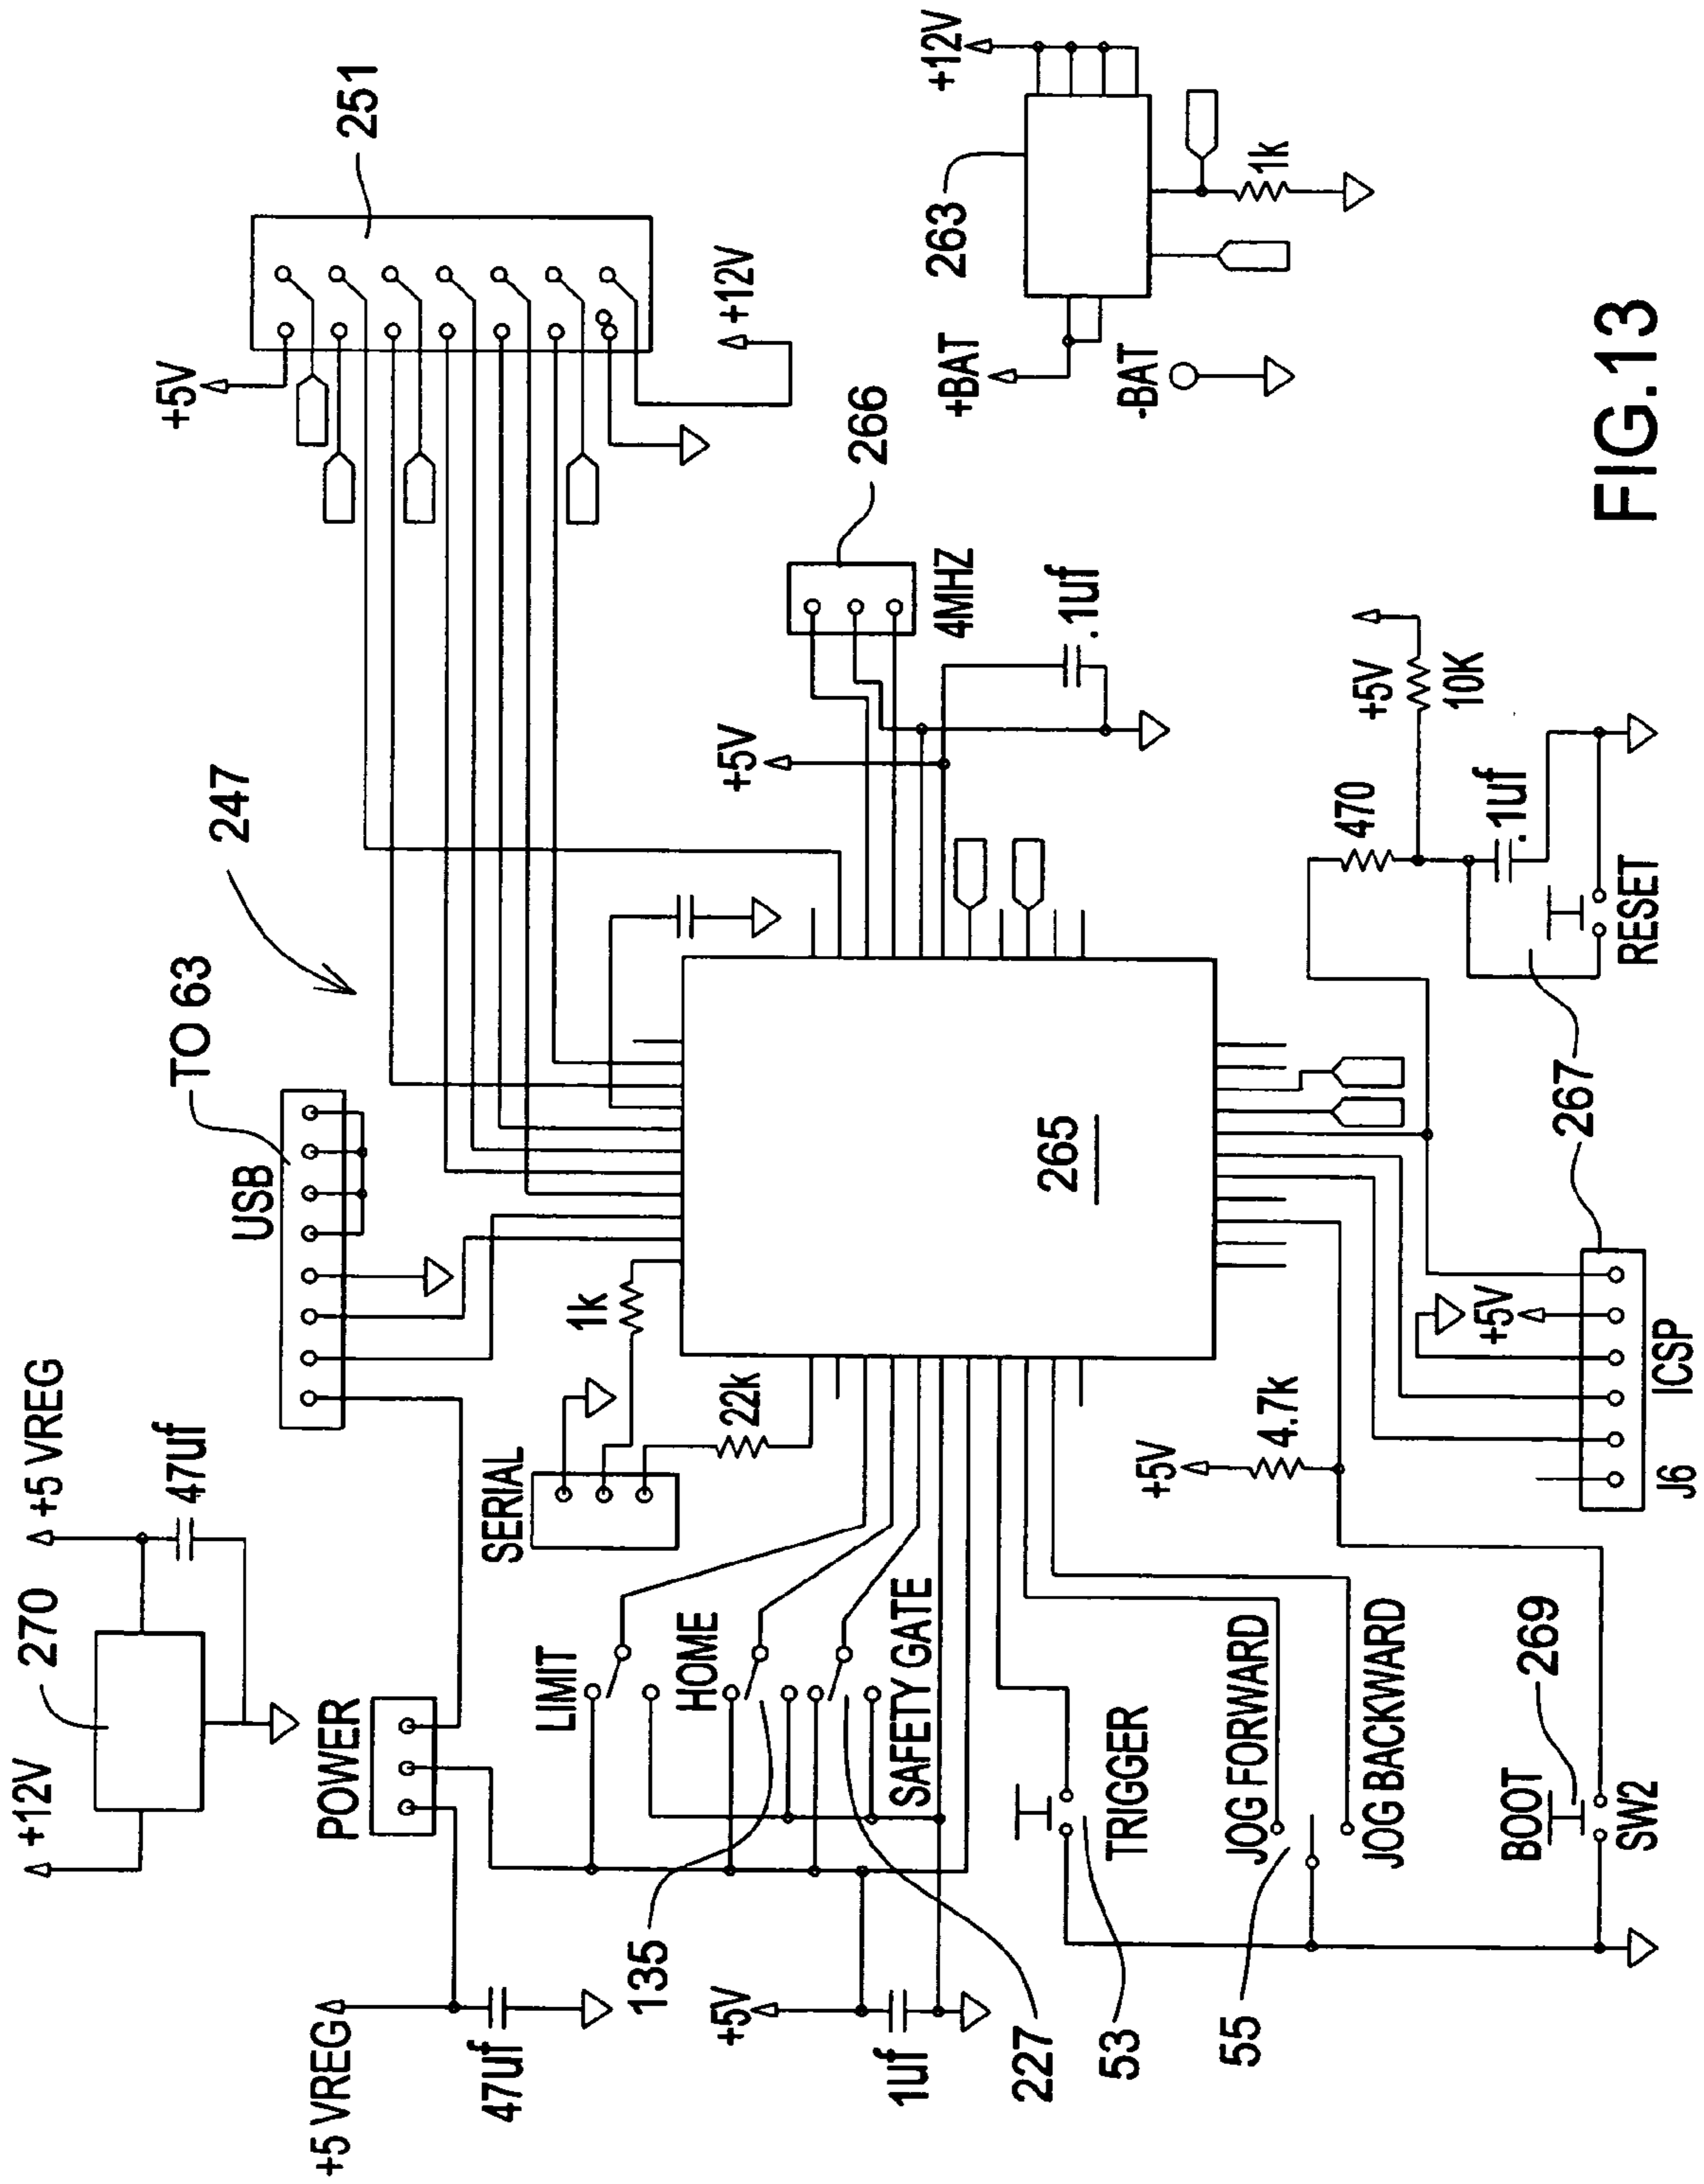 +12V
270
+5 VREG
47uf
TO 63
USB
247
+5V
251
+12V
POWER
+5 VREG
47uf
SERIAL
1k
22k
LIMIT
HOME
SAFETY GATE
135
227
+5V
1uf
265
+5V
266
4MHZ
.1uf
+12V
263
+BAT
-BAT
1k
TRIGGER
53
JOG FORWARD
JOG BACKWARD
55
BOOT
269
SW2
+5V
4.7k
+5V
J6
ICSP
267
RESET
470
.1uf
+5V
10K
FIG.13